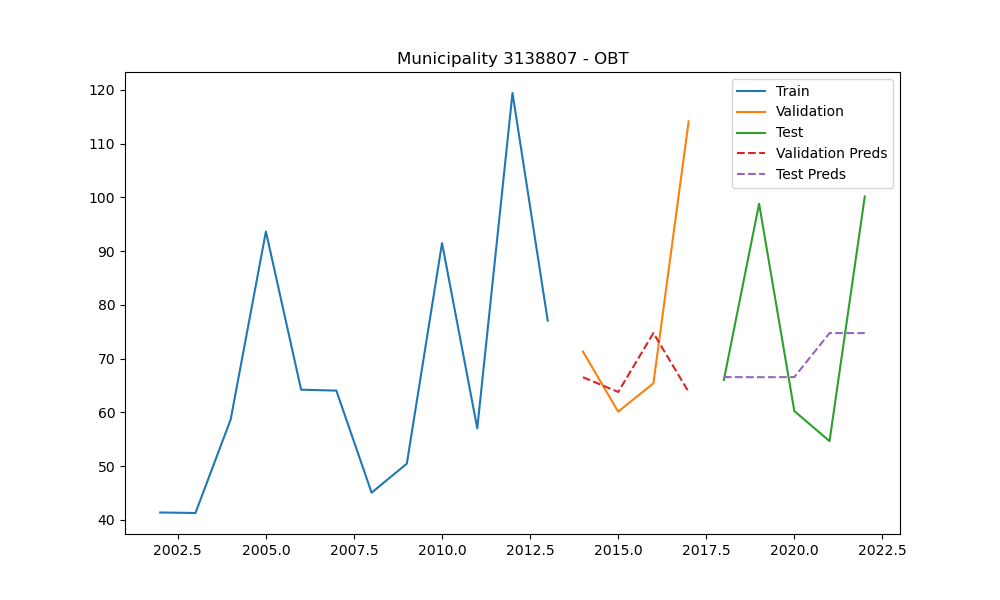 Municipality 3138807 - OBT
120
110
100
90
80
70
60
50
40
2002.5 2005.0 2007.5 2010.0 2012.5 2015.0 2017.5 2020.0 2022.5
Train
Validation
Test
Validation Preds
Test Preds